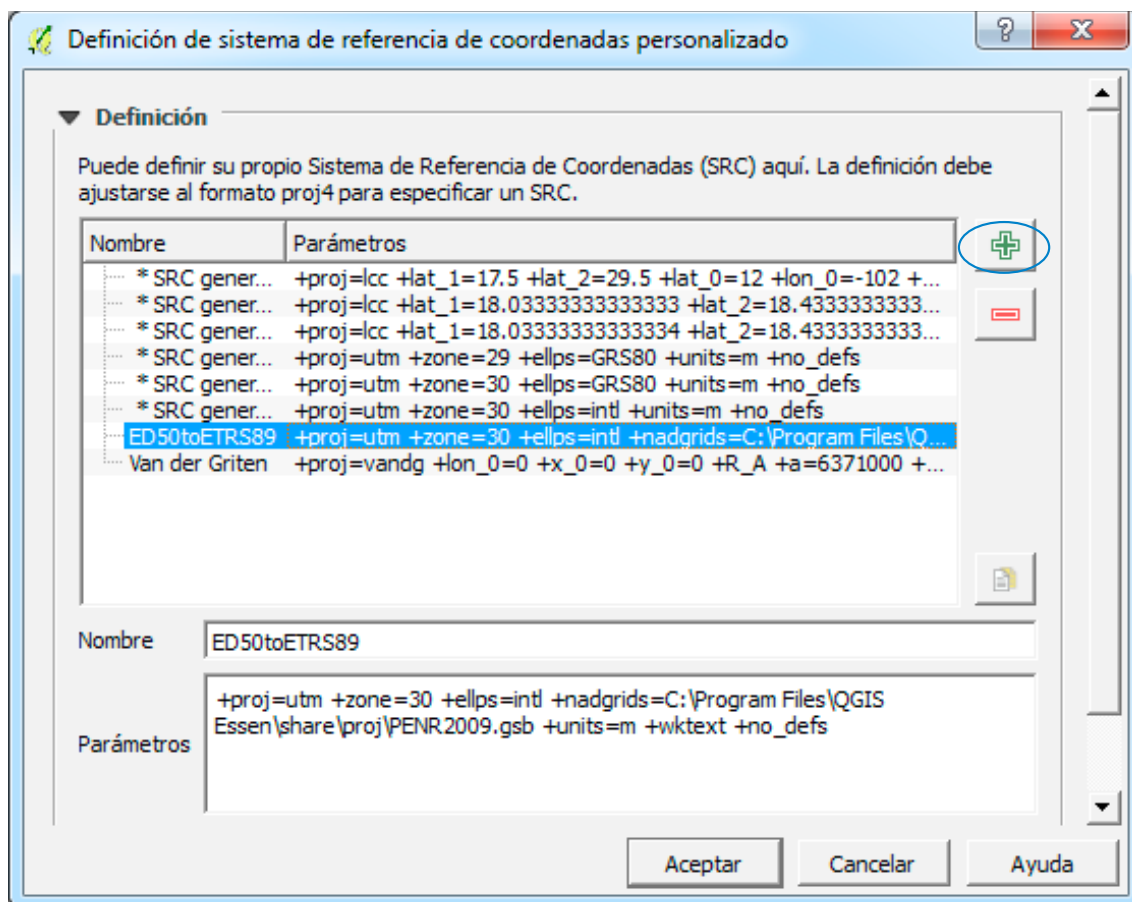 Definición de sistema de referencia de coordenadas personalizado
Definición
Puede definir su propio Sistema de Referencia de Coordenadas (SRC) aquí. La definición debe
ajustarse al formato proj4 para especificar un SRC.
Nombre Parámetros
* SRC gener... +proj=lcc +lat_1=17.5 +lat_2=29.5 +lat_0=12 +lon_0=-102 +...
* SRC gener... +proj=lcc +lat_1=18.03333333333333 +lat_2=18.4333333333...
* SRC gener... +proj=lcc +lat_1=18.03333333333334 +lat_2=18.4333333333...
* SRC gener... +proj=utm +zone=29 +ellps=GRS80 +units=m +no_defs
* SRC gener... +proj=utm +zone=30 +ellps=GRS80 +units=m +no_defs
* SRC gener... +proj=utm +zone=30 +ellps=intl +units=m +no_defs
ED50toETRS89 +proj=utm +zone=30 +ellps=intl +nadgrids=C:\Program Files\Q...
Van der Griten +proj=vandg +lon_0=0 +x_0=0 +y_0=0 +R_A +a=6371000 +...
Nombre ED50toETRS89
+proj=utm +zone=30 +ellps=intl +nadgrids=C:\Program Files\QGIS
Essen\share\proj\PENR2009.gsb +units=m +wktext +no_defs
Parámetros
Aceptar Cancelar Ayuda